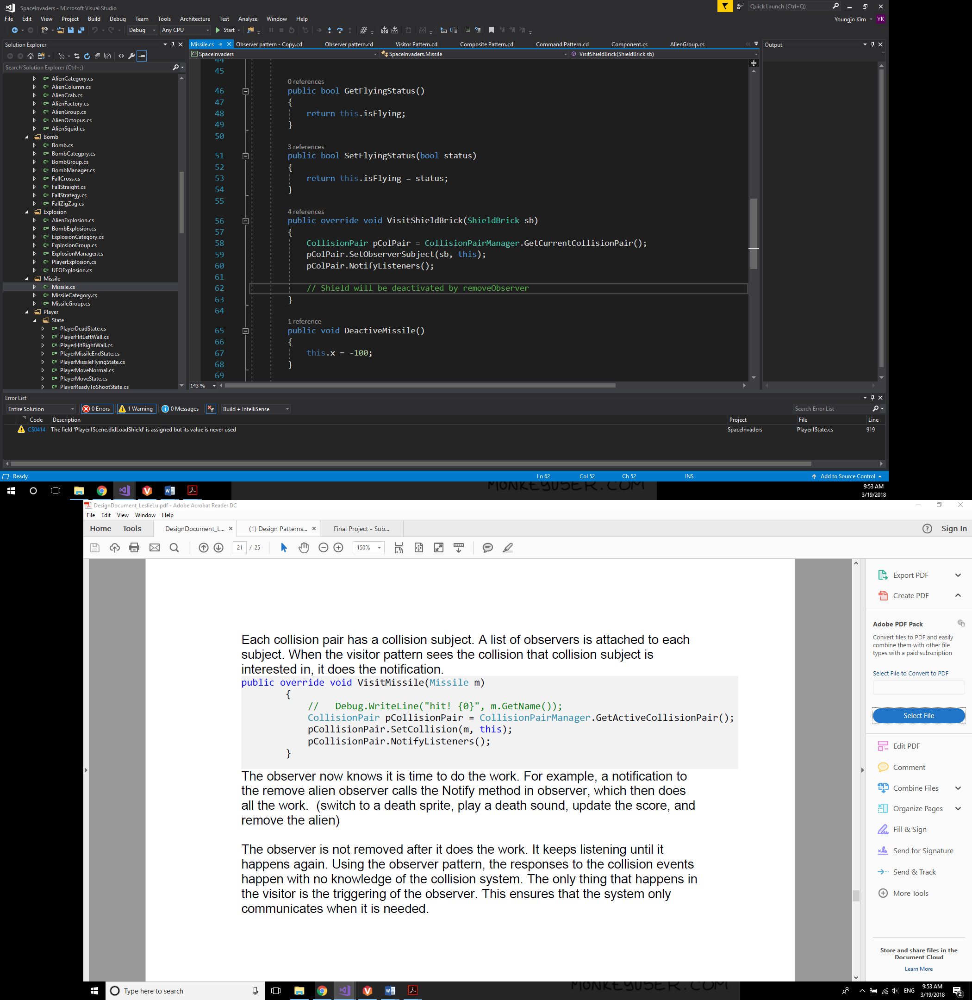 SpaceInvaders - Microsoft Visual Studio
Quick Launch (Ctrl+Q)
File Edit View Project Build Debug Team Tools Architecture Test Analyze Window Help
Youngjo Kim YK
Debug Any CPU Start
Solution Explorer
Search Solution Explorer (Ctrl+;)
AlienCategory.cs
AlienColumn.cs
AlienCrab.cs
AlienFactory.cs
AlienGroup.cs
AlienOctopus.cs
AlienSquid.cs
Bomb
Bomb.cs
BombCategpry.cs
BombGroup.cs
BombManager.cs
FallCross.cs
FallStraight.cs
FallStrategy.cs
FallZigZag.cs
Explosion
AlienExplosion.cs
BombExplosion.cs
ExplosionCategory.cs
ExplosionGroup.cs
ExplosionManager.cs
PlayerExplosion.cs
UFOExplosion.cs
Missile
Missile.cs
MissileCategory.cs
MissileGroup.cs
Player
State
PlayerDeadState.cs
PlayerHitLeftWall.cs
PlayerHitRightWall.cs
PlayerMissileEndState.cs
PlayerMissileFlyingState.cs
PlayerMoveNormal.cs
PlayerMoveState.cs
PlayerReadyToShootState.cs
Missile.cs Observer pattern - Copy.cd Observer pattern.cd Visitor Pattern.cd Composite Pattern.cd Command Pattern.cd Component.cs AlienGroup.cs
SpaceInvaders SpaceInvaders.Missile VisitShieldBrick(ShieldBrick sb)
44
45
0 references
46 public bool GetFlyingStatus()
47 {
48 return this.isFlying;
49 }
50
3 references
51 public bool SetFlyingStatus(bool status)
52 {
53 return this.isFlying = status;
54 }
55
4 references
56 public override void VisitShieldBrick(ShieldBrick sb)
57 {
58 CollisionPair pColPair = CollisionPairManager.GetCurrentCollisionPair();
59 pColPair.SetObserverSubject(sb, this);
60 pColPair.NotifyListeners();
61
62 // Shield will be deactivated by removeObserver
63 }
64
1 reference
65 public void DeactiveMissile()
66 {
67 this.x = -100;
68 }
69
143 %
Output
Error List
Entire Solution 0 Errors 1 Warning 0 Messages Build + IntelliSense Search Error List
Code Description Project File Line
CS0414 The field 'Player1Scene.didLoadShield' is assigned but its value is never used SpaceInvaders Player1State.cs 919
Ready Ln 62 Col 52 Ch 52 INS Add to Source Control
MONKEYUSER.COM
9:53 AM
3/19/2018
DesignDocument_LeslieLu.pdf - Adobe Acrobat Reader DC
File Edit View Window Help
Home Tools DesignDocument_L... (1) Design Patterns... Final Project - Sub... Sign In
21 / 25 150%
Each collision pair has a collision subject. A list of observers is attached to each
subject. When the visitor pattern sees the collision that collision subject is
interested in, it does the notification.
public override void VisitMissile(Missile m)
{
// Debug.WriteLine("hit! {0}", m.GetName());
CollisionPair pCollisionPair = CollisionPairManager.GetActiveCollisionPair();
pCollisionPair.SetCollision(m, this);
pCollisionPair.NotifyListeners();
}
The observer now knows it is time to do the work. For example, a notification to
the remove alien observer calls the Notify method in observer, which then does
all the work. (switch to a death sprite, play a death sound, update the score, and
remove the alien)
The observer is not removed after it does the work. It keeps listening until it
happens again. Using the observer pattern, the responses to the collision events
happen with no knowledge of the collision system. The only thing that happens in
the visitor is the triggering of the observer. This ensures that the system only
communicates when it is needed.
Export PDF
Create PDF
Adobe PDF Pack
Convert files to PDF and easily
combine them with other file
types with a paid subscription
Select File to Convert to PDF
Select File
Edit PDF
Comment
Combine Files
Organize Pages
Fill & Sign
Send for Signature
Send & Track
More Tools
Store and share files in the
Document Cloud
Learn More
MONKEYUSER.COM
Type here to search
ENG
9:53 AM
3/19/2018
2